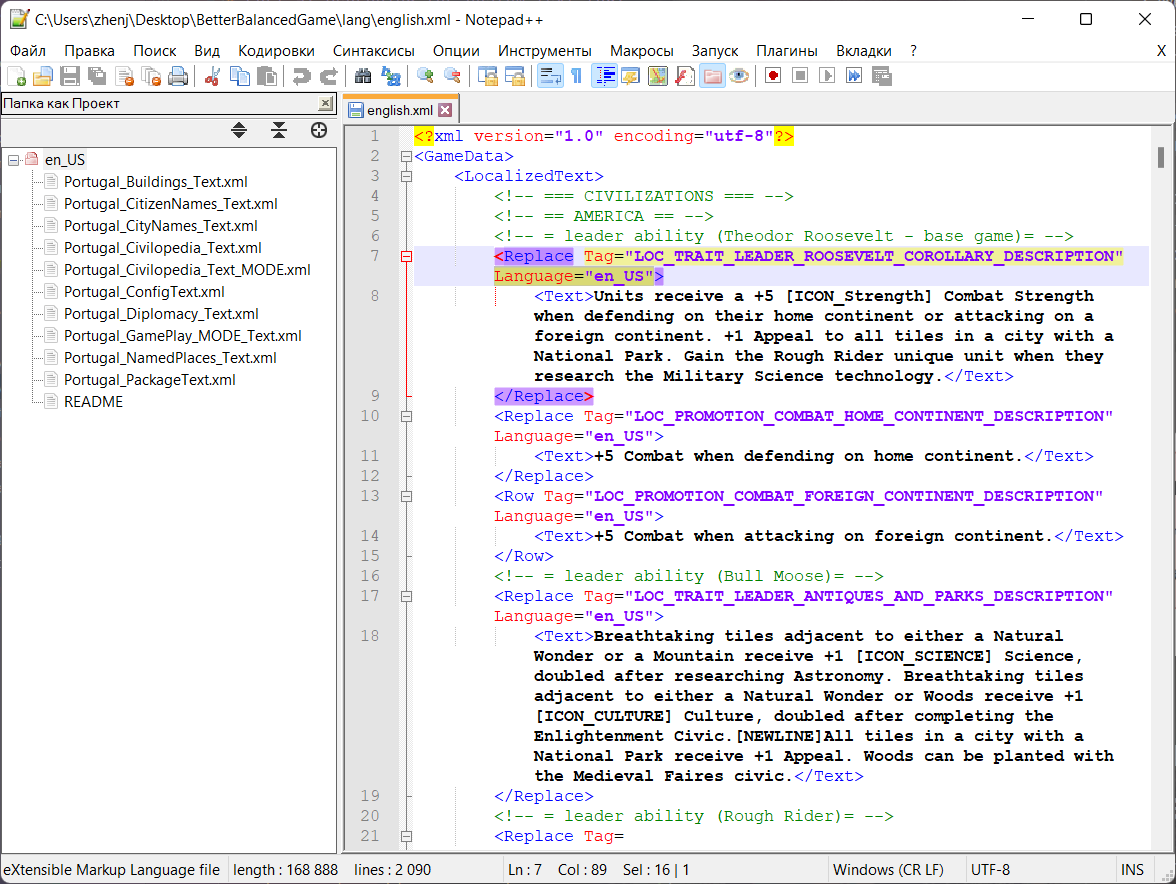 C:\Users\zhenj\Desktop\BetterBalancedGame\lang\english.xml - Notepad++
Файл Правка Поиск Вид Кодировки Синтаксисы Опции Инструменты Макросы Запуск Плагины Вкладки ? X
Папка как Проект
en_US
Portugal_Buildings_Text.xml
Portugal_CitizenNames_Text.xml
Portugal_CityNames_Text.xml
Portugal_Civilopedia_Text.xml
Portugal_Civilopedia_Text_MODE.xml
Portugal_ConfigText.xml
Portugal_Diplomacy_Text.xml
Portugal_GamePlay_MODE_Text.xml
Portugal_NamedPlaces_Text.xml
Portugal_PackageText.xml
README
english.xml
1 <?xml version="1.0" encoding="utf-8"?>
2 <GameData>
3 <LocalizedText>
4 <!-- === CIVILIZATIONS === -->
5 <!-- == AMERICA == -->
6 <!-- = leader ability (Theodor Roosevelt - base game)= -->
7 <Replace Tag="LOC_TRAIT_LEADER_ROOSEVELT_COROLLARY_DESCRIPTION"
Language="en_US">
8 <Text>Units receive a +5 [ICON_Strength] Combat Strength
when defending on their home continent or attacking on a
foreign continent. +1 Appeal to all tiles in a city with a
National Park. Gain the Rough Rider unique unit when they
research the Military Science technology.</Text>
9 </Replace>
10 <Replace Tag="LOC_PROMOTION_COMBAT_HOME_CONTINENT_DESCRIPTION"
Language="en_US">
11 <Text>+5 Combat when defending on home continent.</Text>
12 </Replace>
13 <Row Tag="LOC_PROMOTION_COMBAT_FOREIGN_CONTINENT_DESCRIPTION"
Language="en_US">
14 <Text>+5 Combat when attacking on foreign continent.</Text>
15 </Row>
16 <!-- = leader ability (Bull Moose)= -->
17 <Replace Tag="LOC_TRAIT_LEADER_ANTIQUES_AND_PARKS_DESCRIPTION"
Language="en_US">
18 <Text>Breathtaking tiles adjacent to either a Natural
Wonder or a Mountain receive +1 [ICON_SCIENCE] Science,
doubled after researching Astronomy. Breathtaking tiles
adjacent to either a Natural Wonder or Woods receive +1
[ICON_CULTURE] Culture, doubled after completing the
Enlightenment Civic.[NEWLINE]All tiles in a city with a
National Park receive +1 Appeal. Woods can be planted with
the Medieval Faires civic.</Text>
19 </Replace>
20 <!-- = leader ability (Rough Rider)= -->
21 <Replace Tag=
eXtensible Markup Language file length : 168 888 lines : 2 090 Ln : 7 Col : 89 Sel : 16 | 1 Windows (CR LF) UTF-8 INS